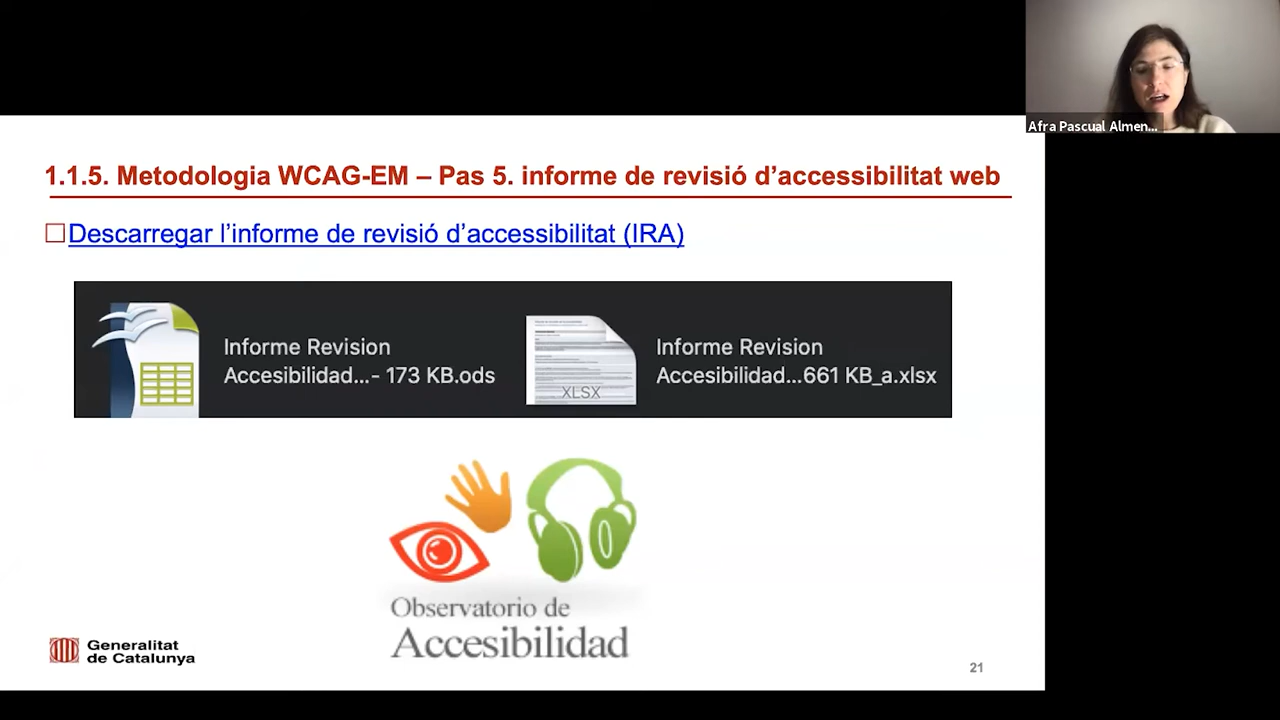 Afra Pascual Almen...
1.1.5. Metodologia WCAG-EM – Pas 5. informe de revisió d’accessibilitat web
Descarregar l’informe de revisió d’accessibilitat (IRA)
Informe Revision
Accesibilidad...- 173 KB.ods
XLSX
Informe Revision
Accesibilidad...661 KB_a.xlsx
Observatorio de
Accesibilidad
Generalitat
de Catalunya
21